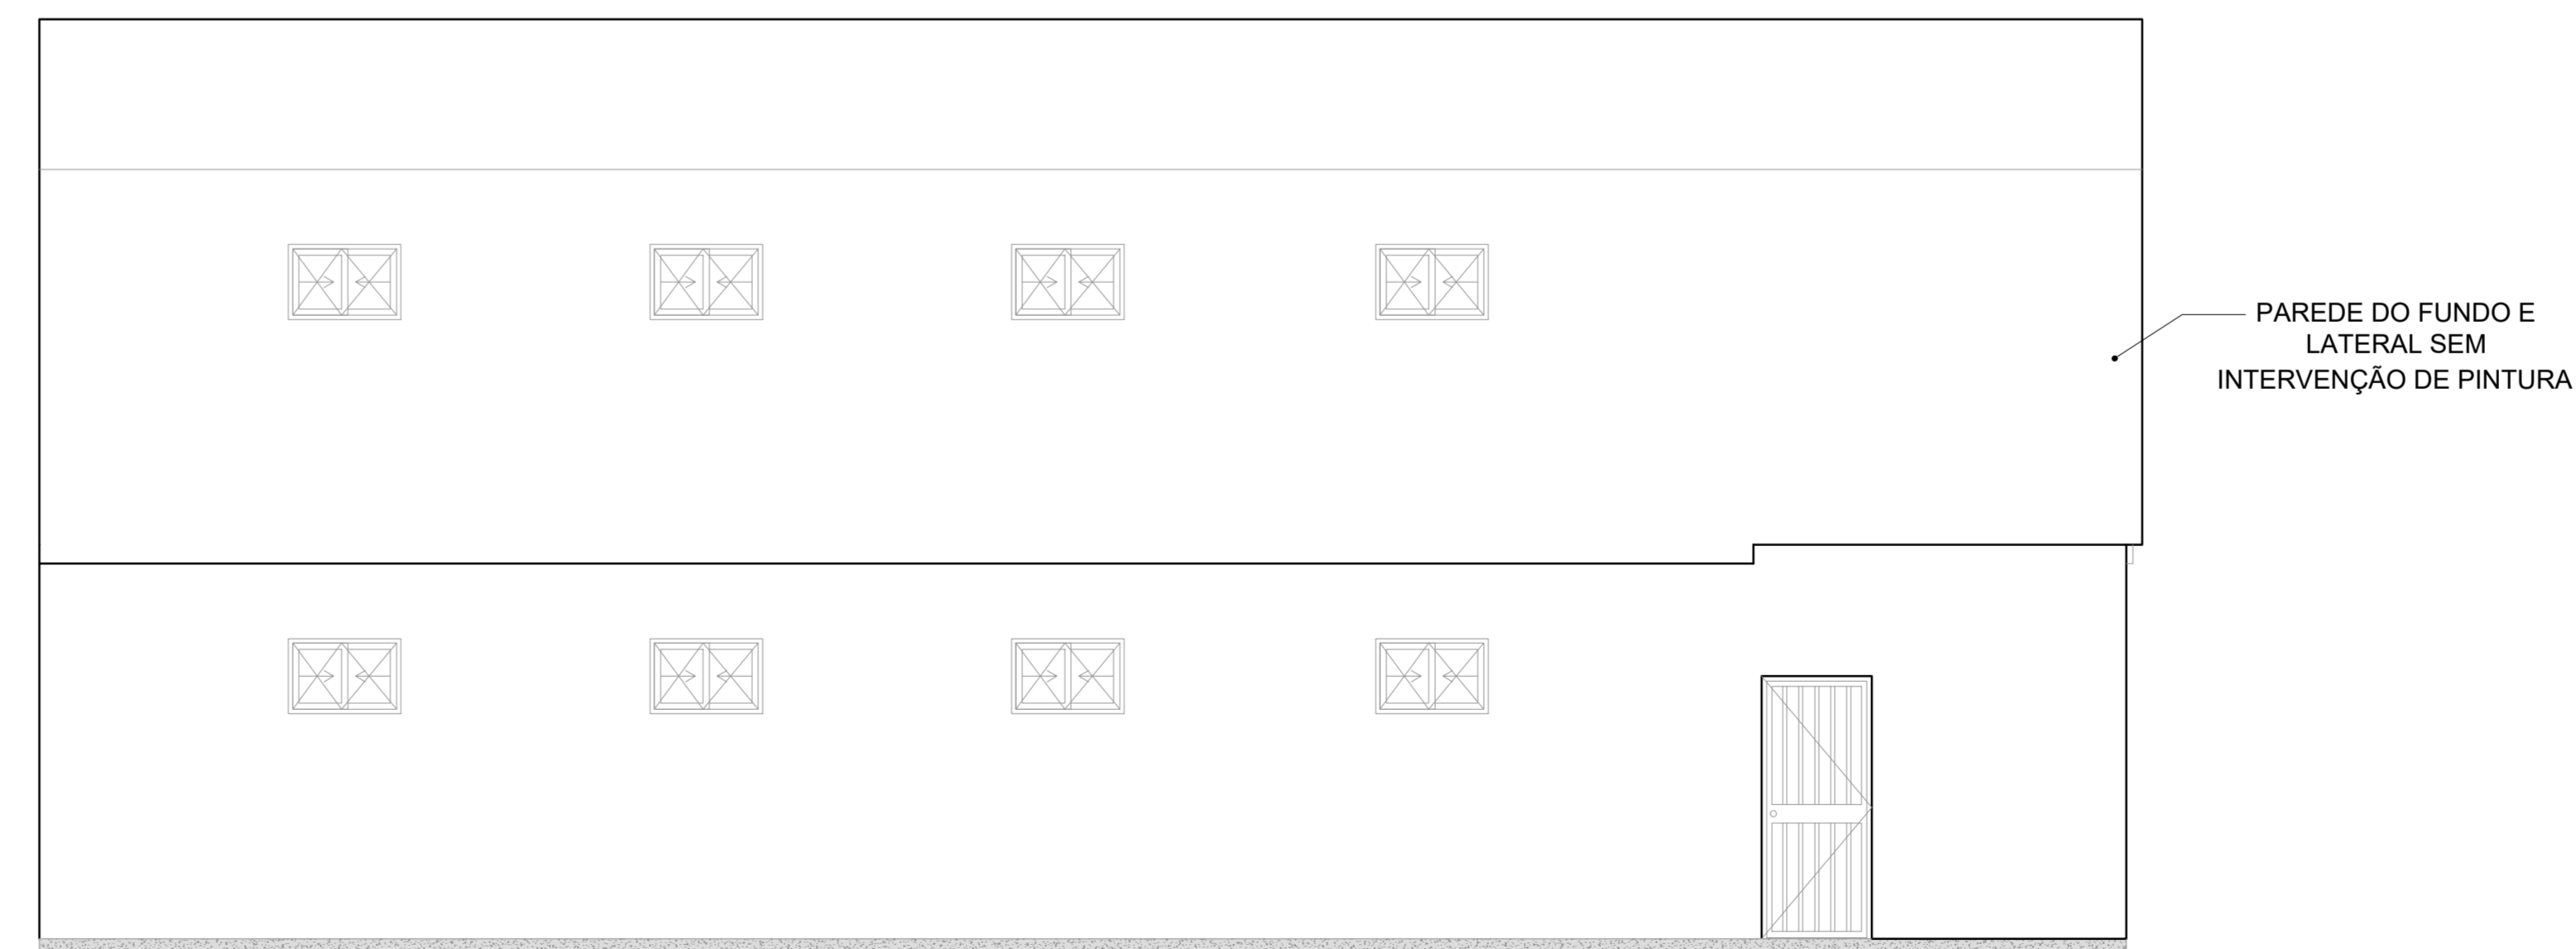 PAREDE DO FUNDO E
LATERAL SEM
INTERVENÇÃO DE PINTURA